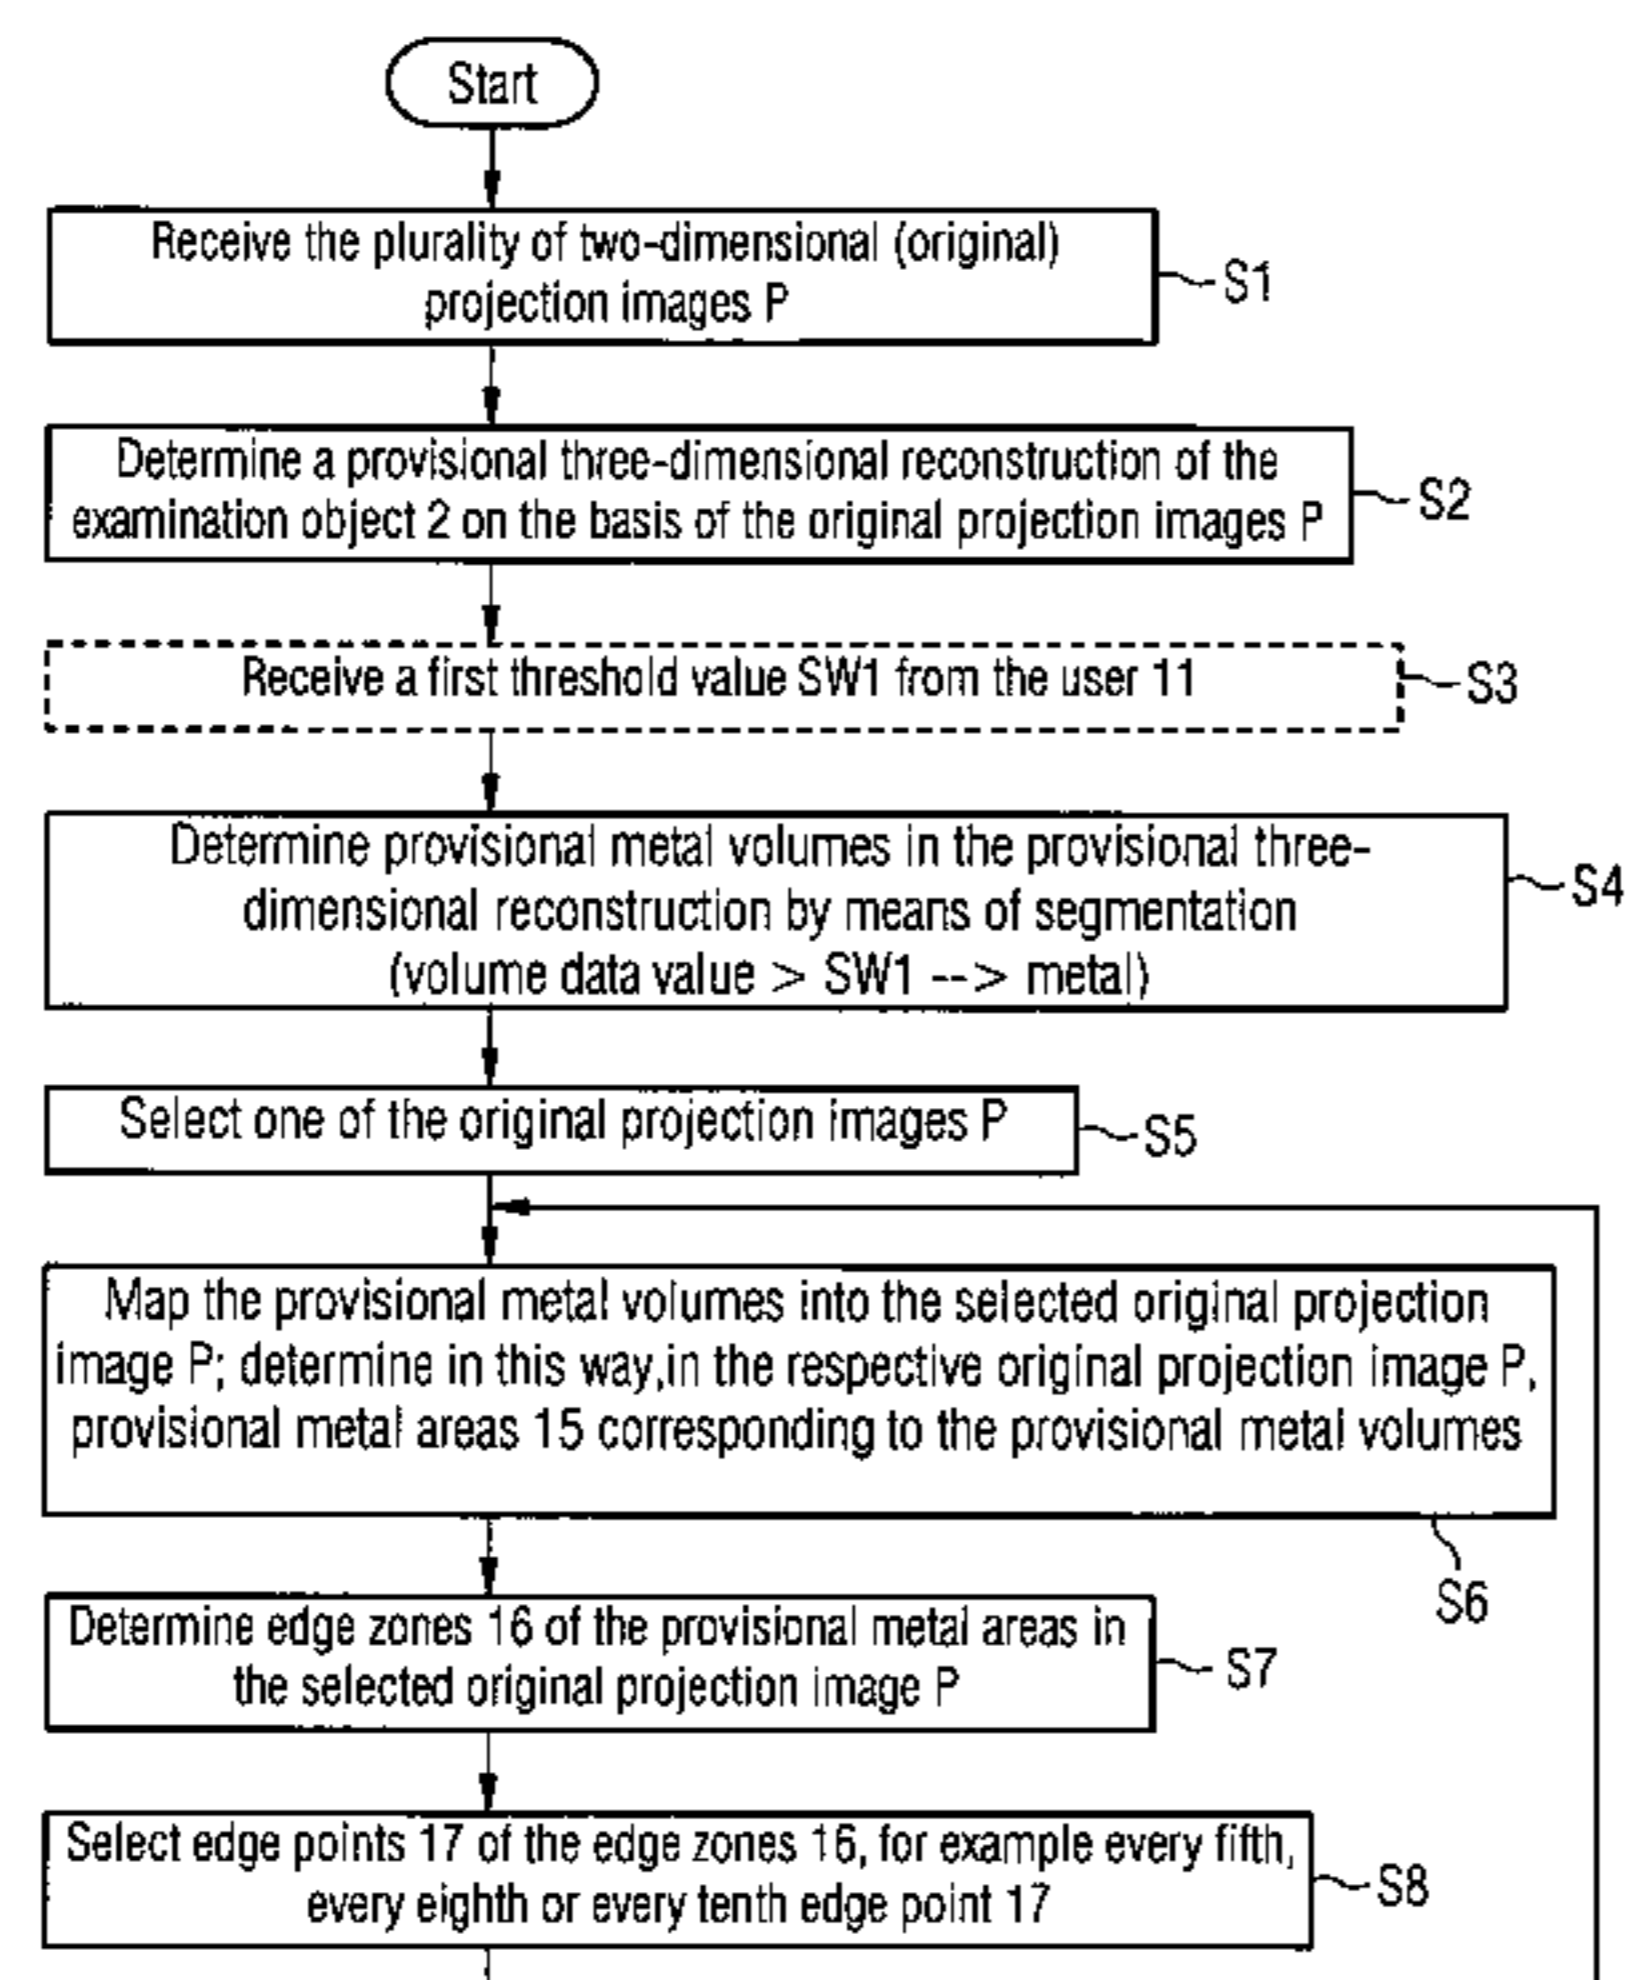 Start
Receive the plurality of two-dimensional (original)
projection images P
S1
Determine a provisional three-dimensional reconstruction of the
examination object 2 on the basis of the original projection images P
S2
Receive a first threshold value SW1 from the user 11
S3
Determine provisional metal volumes in the provisional three-
dimensional reconstruction by means of segmentation
(volume data value > SW1 --> metal)
S4
Select one of the original projection images P
S5
Map the provisional metal volumes into the selected original projection
image P; determine in this way,in the respective original projection image P,
provisional metal areas 15 corresponding to the provisional metal volumes
S6
Determine edge zones 16 of the provisional metal areas in
the selected original projection image P
S7
Select edge points 17 of the edge zones 16, for example every fifth,
every eighth or every tenth edge point 17
S8